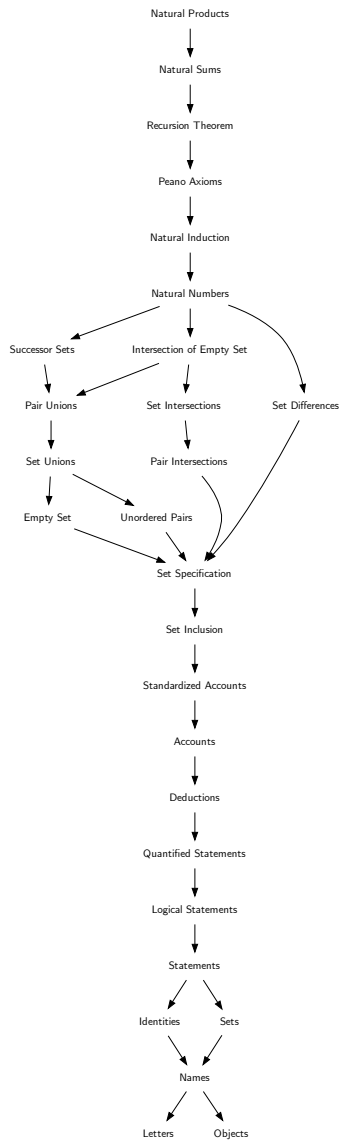 Natural Products
Natural Sums
Recursion Theorem
Peano Axioms
Natural Induction
Natural Numbers
Successor Sets
Intersection of Empty Set
Pair Unions
Set Intersections
Set Differences
Set Unions
Pair Intersections
Empty Set
Unordered Pairs
Set Specification
Set Inclusion
Standardized Accounts
Accounts
Deductions
Quantified Statements
Logical Statements
Statements
Identities
Sets
Names
Letters
Objects